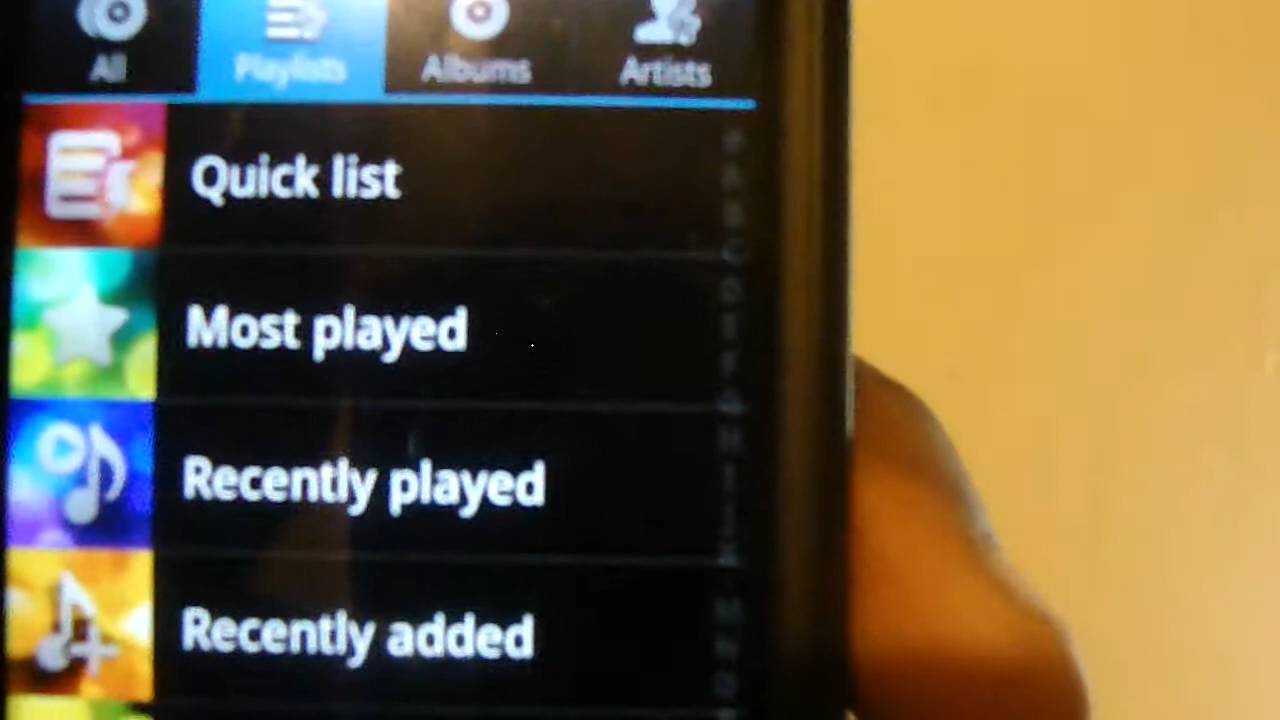 All Playlists Albums Artists
Quick list
Most played
Recently played
Recently added